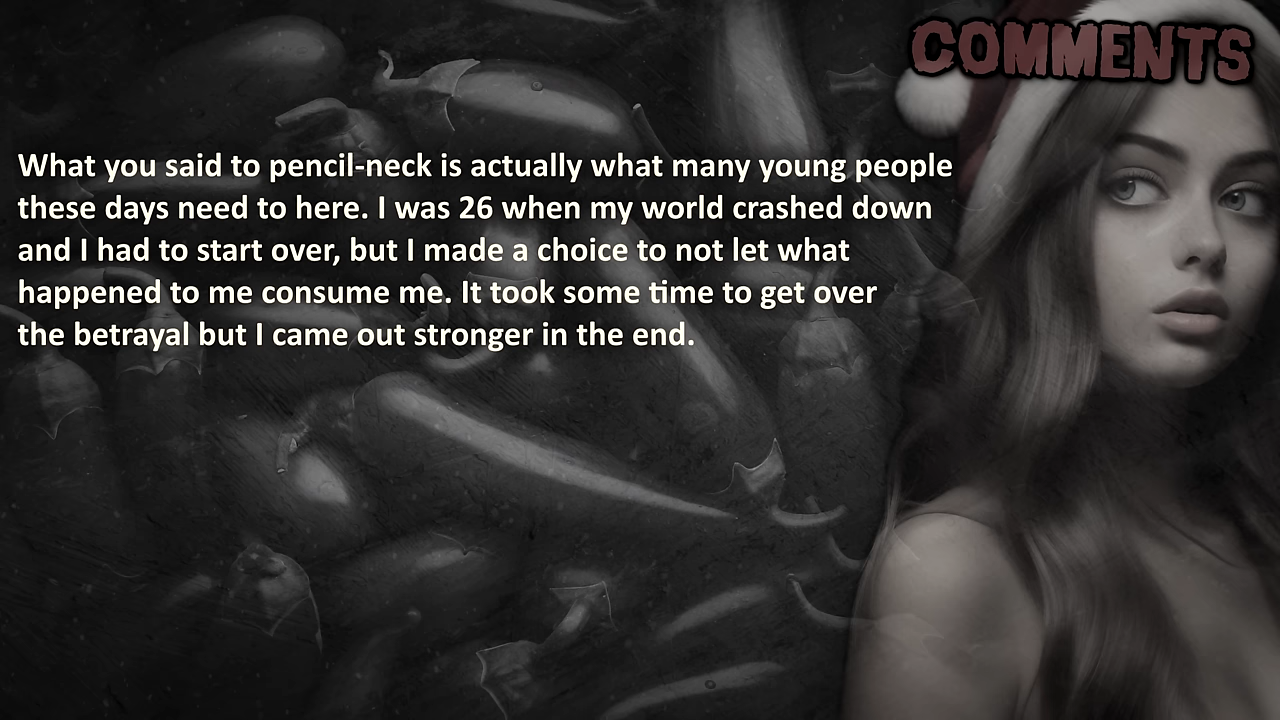 COMMENTS
What you said to pencil-neck is actually what many young people
these days need to here. I was 26 when my world crashed down
and I had to start over, but I made a choice to not let what
happened to me consume me. It took some time to get over
the betrayal but I came out stronger in the end.